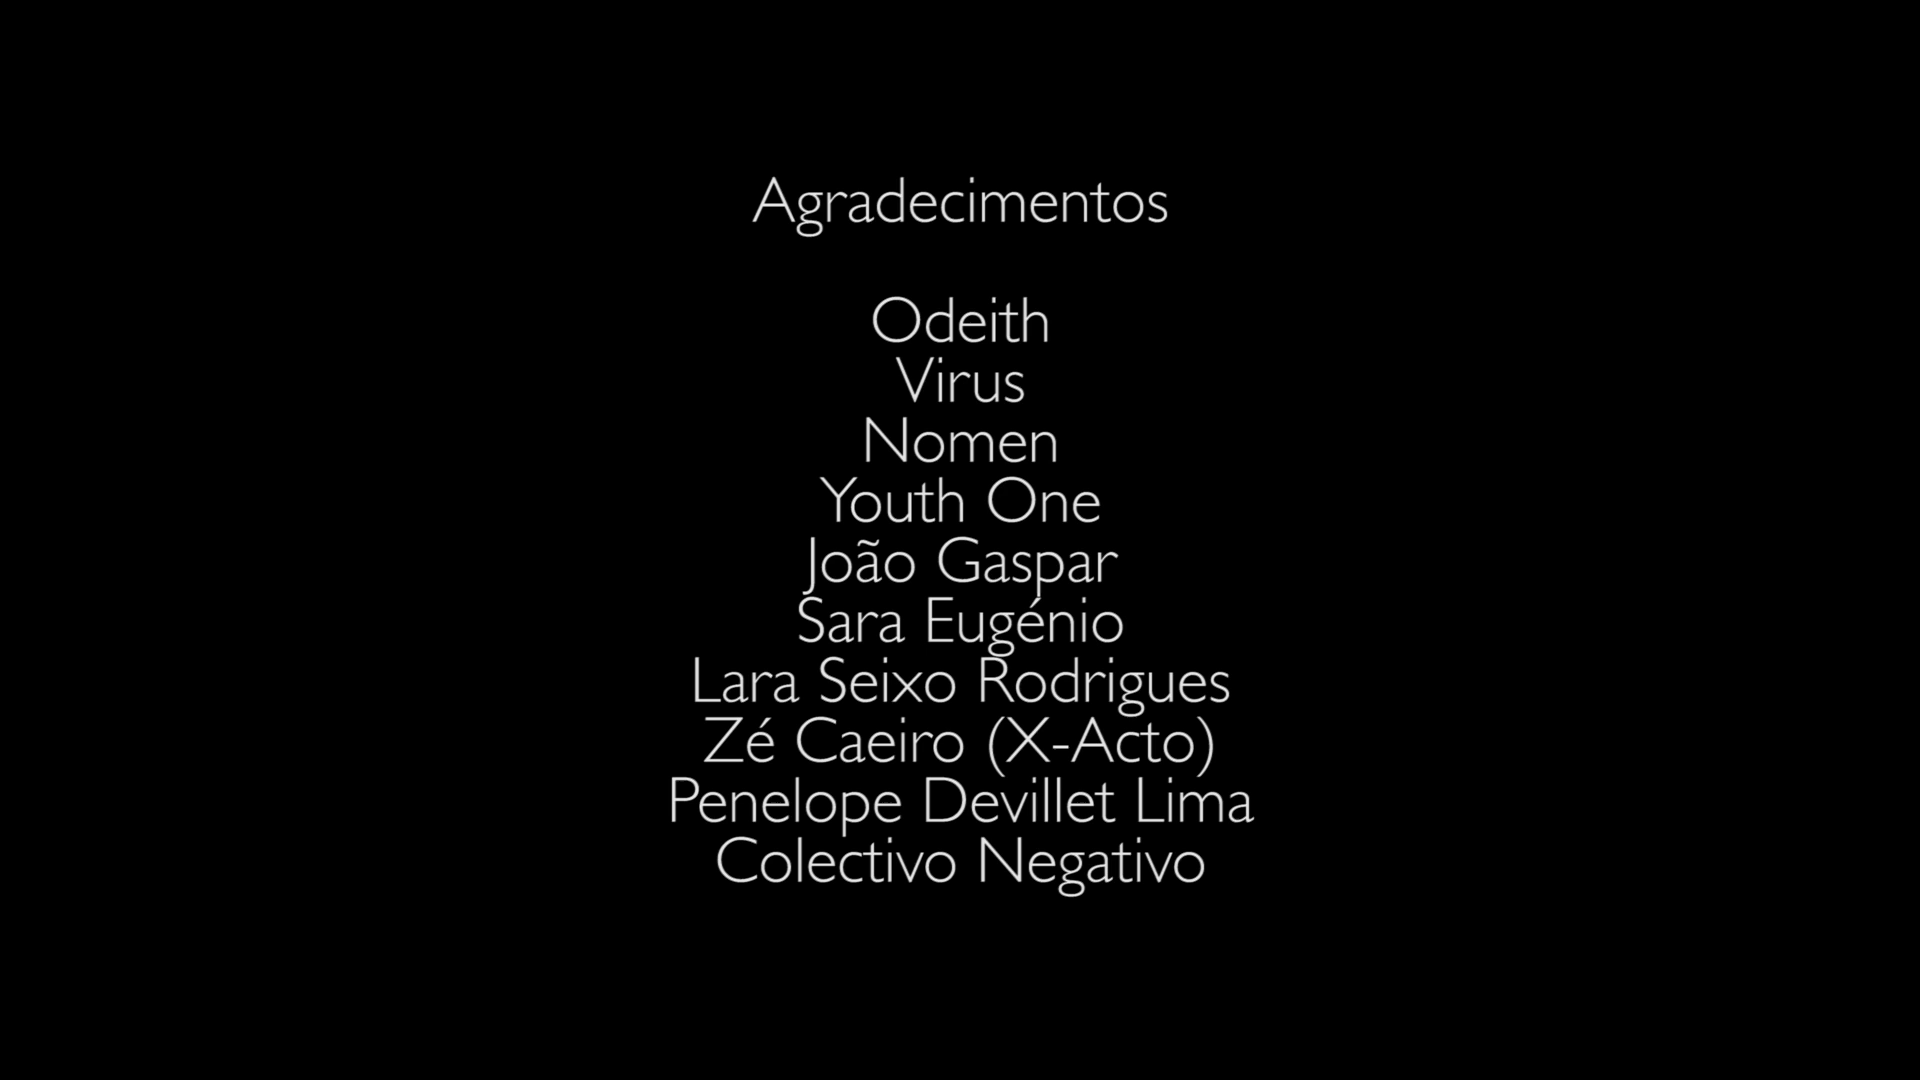 Agradecimentos
Odeith
Virus
Nomen
Youth One
João Gaspar
Sara Eugénio
Lara Seixo Rodrigues
Zé Caeiro (X-Acto)
Penelope Devillet Lima
Colectivo Negativo